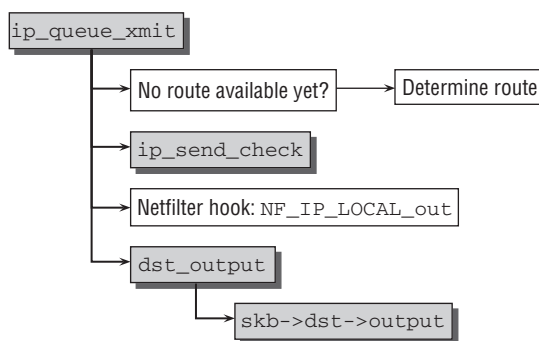 ip_queue_xmit
No route available yet?
Determine route
ip_send_check
Netfilter hook: NF_IP_LOCAL_out
dst_output
skb->dst->output